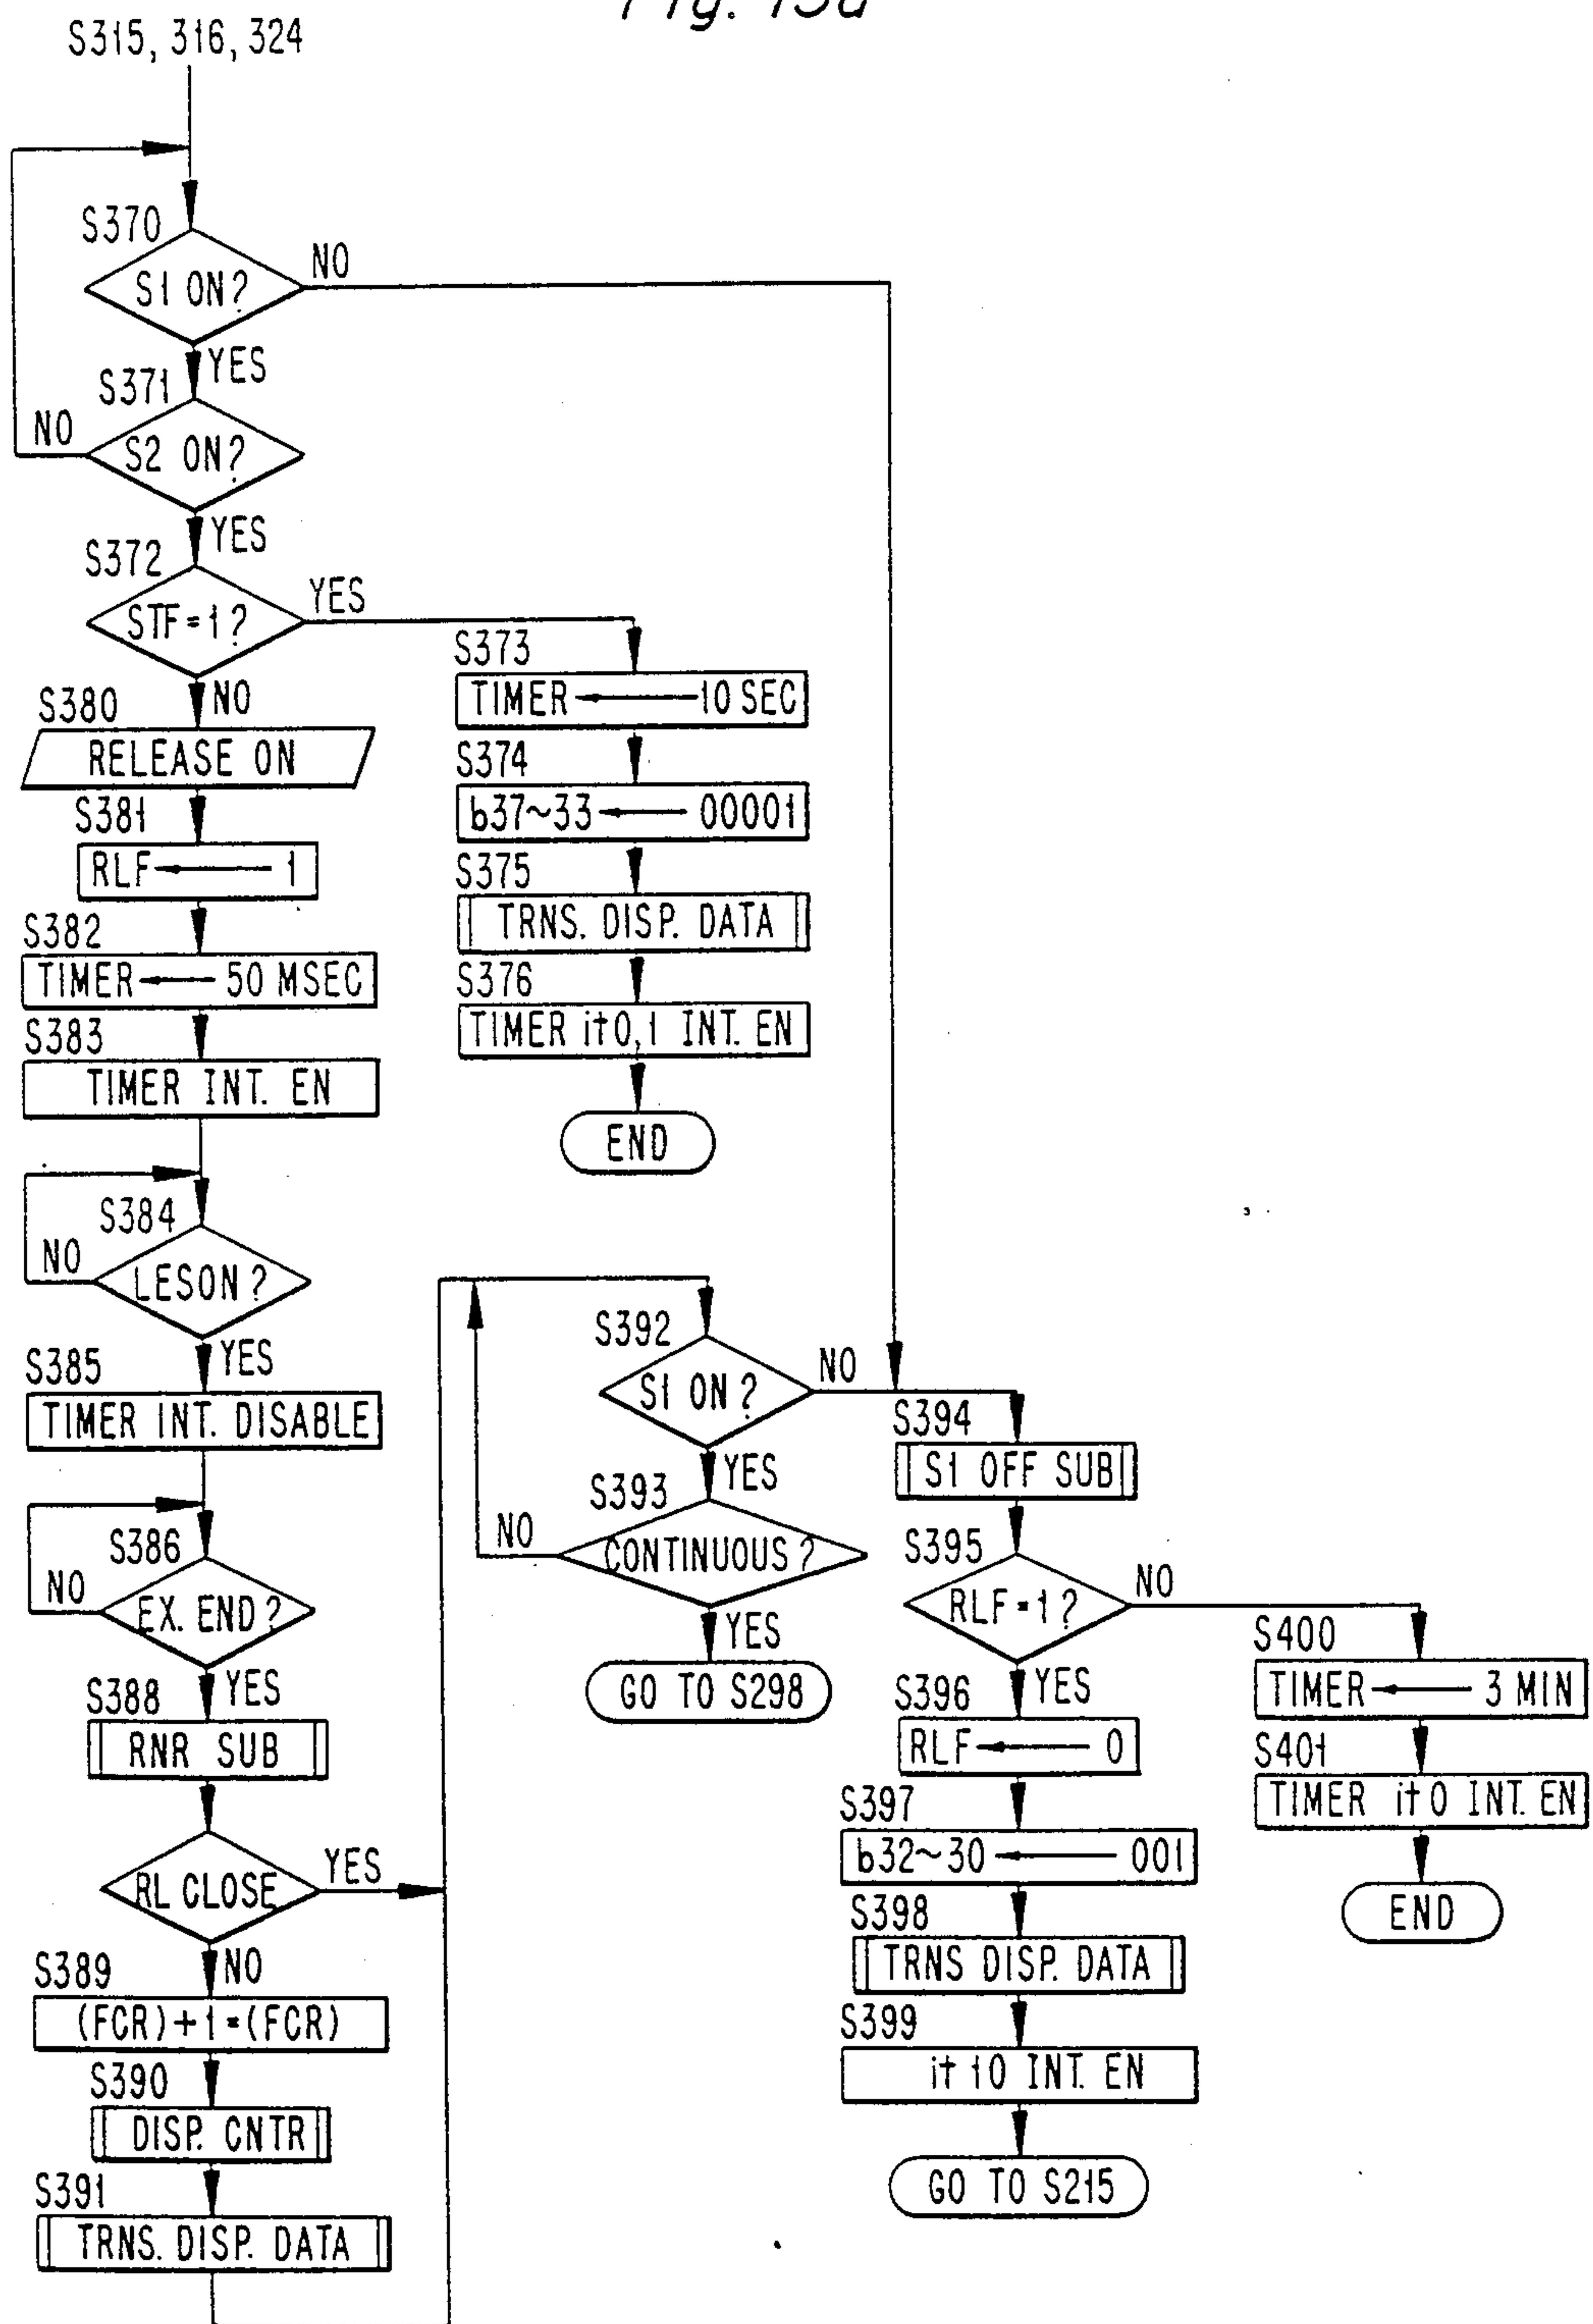 Fig. 13a
S315, 316, 324
S370
S1 ON?
NO
YES
S371
S2 ON?
NO
YES
S372
STF=1?
YES
NO
S373
TIMER ← 10 SEC
S374
b37~33 ← 00001
S375
TRNS. DISP. DATA
S376
TIMER it0,1 INT. EN
END
S380
RELEASE ON
S381
RLF ← 1
S382
TIMER ← 50 MSEC
S383
TIMER INT. EN
S384
LESON?
NO
YES
S385
TIMER INT. DISABLE
S386
EX. END?
NO
YES
S388
RNR SUB
RL CLOSE
YES
NO
S389
(FCR)+1=(FCR)
S390
DISP. CNTR
S391
TRNS. DISP. DATA
S392
S1 ON?
NO
YES
S393
CONTINUOUS?
NO
YES
GO TO S298
S394
S1 OFF SUB
S395
RLF=1?
NO
YES
S396
RLF ← 0
S397
b32~30 ← 001
S398
TRNS DISP. DATA
S399
it 10 INT. EN
GO TO S215
S400
TIMER ← 3 MIN
S401
TIMER it 0 INT. EN
END